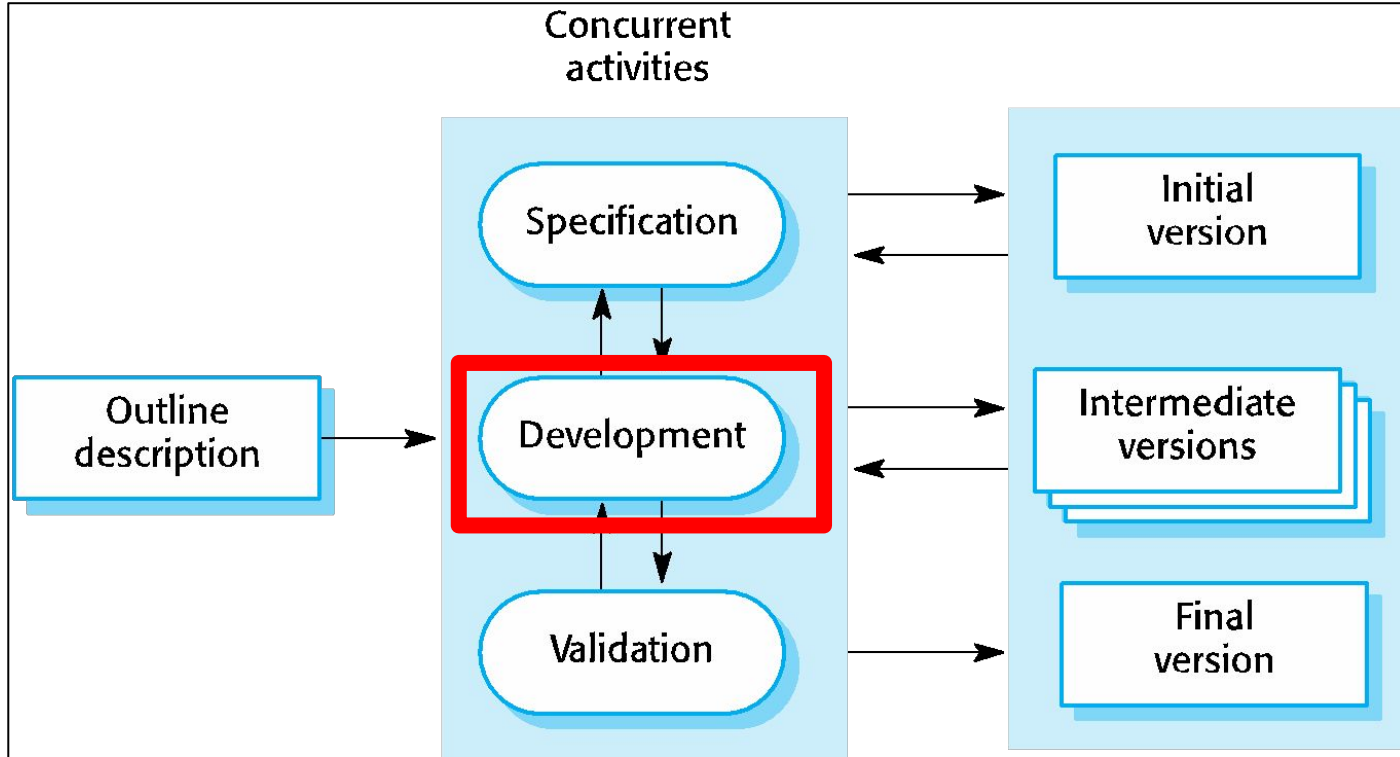 Concurrent
activities
Specification
Initial
version
Outline
description
Development
Intermediate
versions
Validation
Final
version